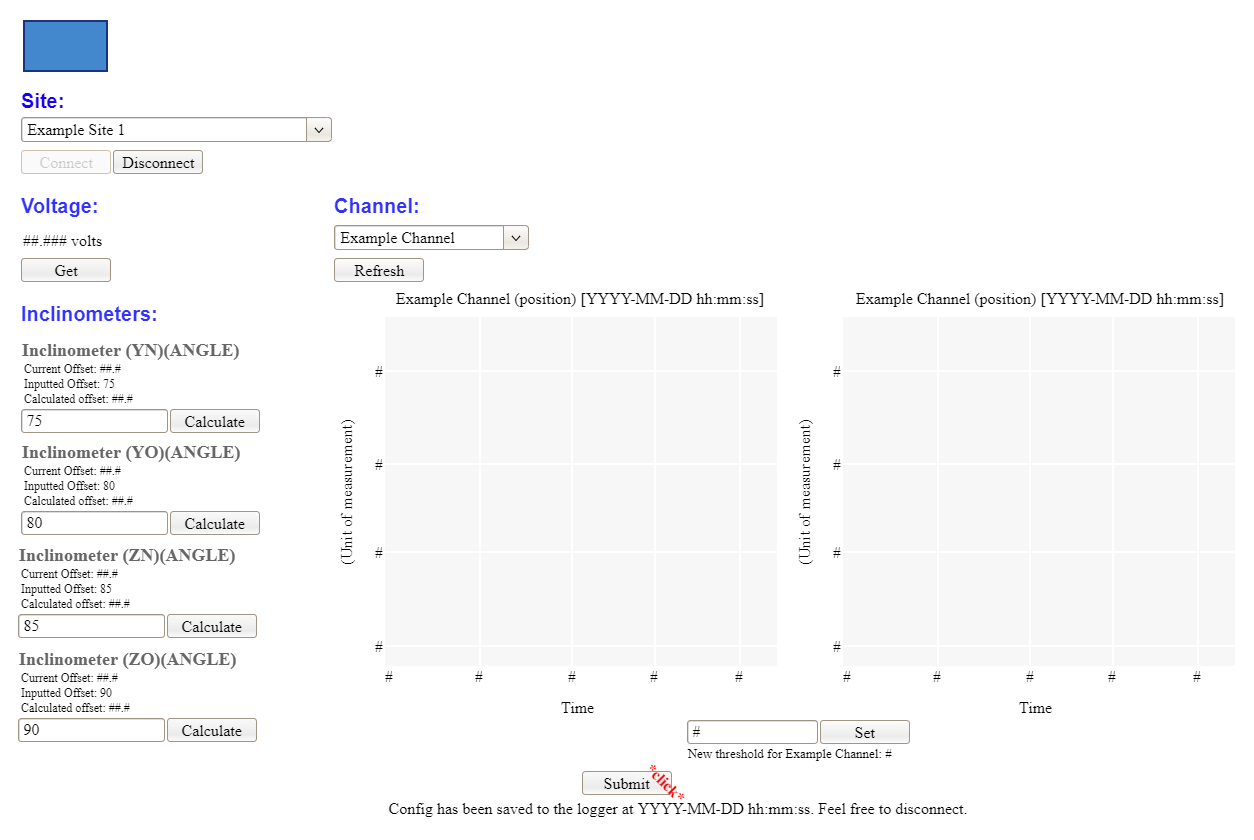 Site:
Example Site 1
Connect Disconnect
Voltage:
##.### volts
Get
Channel:
Example Channel
Refresh
Inclinometers:
Inclinometer (YN)(ANGLE)
Current Offset: ##.#
Inputted Offset: 75
Calculated offset: ##.#
75 Calculate
Inclinometer (YO)(ANGLE)
Current Offset: ##.#
Inputted Offset: 80
Calculated offset: ##.#
80 Calculate
Inclinometer (ZN)(ANGLE)
Current Offset: ##.#
Inputted Offset: 85
Calculated offset: ##.#
85 Calculate
Inclinometer (ZO)(ANGLE)
Current Offset: ##.#
Inputted Offset: 90
Calculated offset: ##.#
90 Calculate
Example Channel (position) [YYYY-MM-DD hh:mm:ss]
(Unit of measurement)
#
#
#
#
# # # # #
Time
Example Channel (position) [YYYY-MM-DD hh:mm:ss]
(Unit of measurement)
#
#
#
#
# # # # #
Time
# Set
New threshold for Example Channel: #
Submit
*click*
Config has been saved to the logger at YYYY-MM-DD hh:mm:ss. Feel free to disconnect.